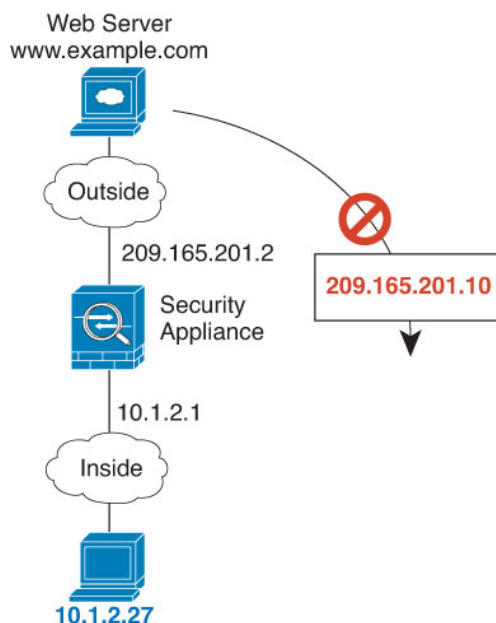 Web Server
www.example.com
Outside
209.165.201.2
209.165.201.10
Security
Appliance
10.1.2.1
Inside
10.1.2.27